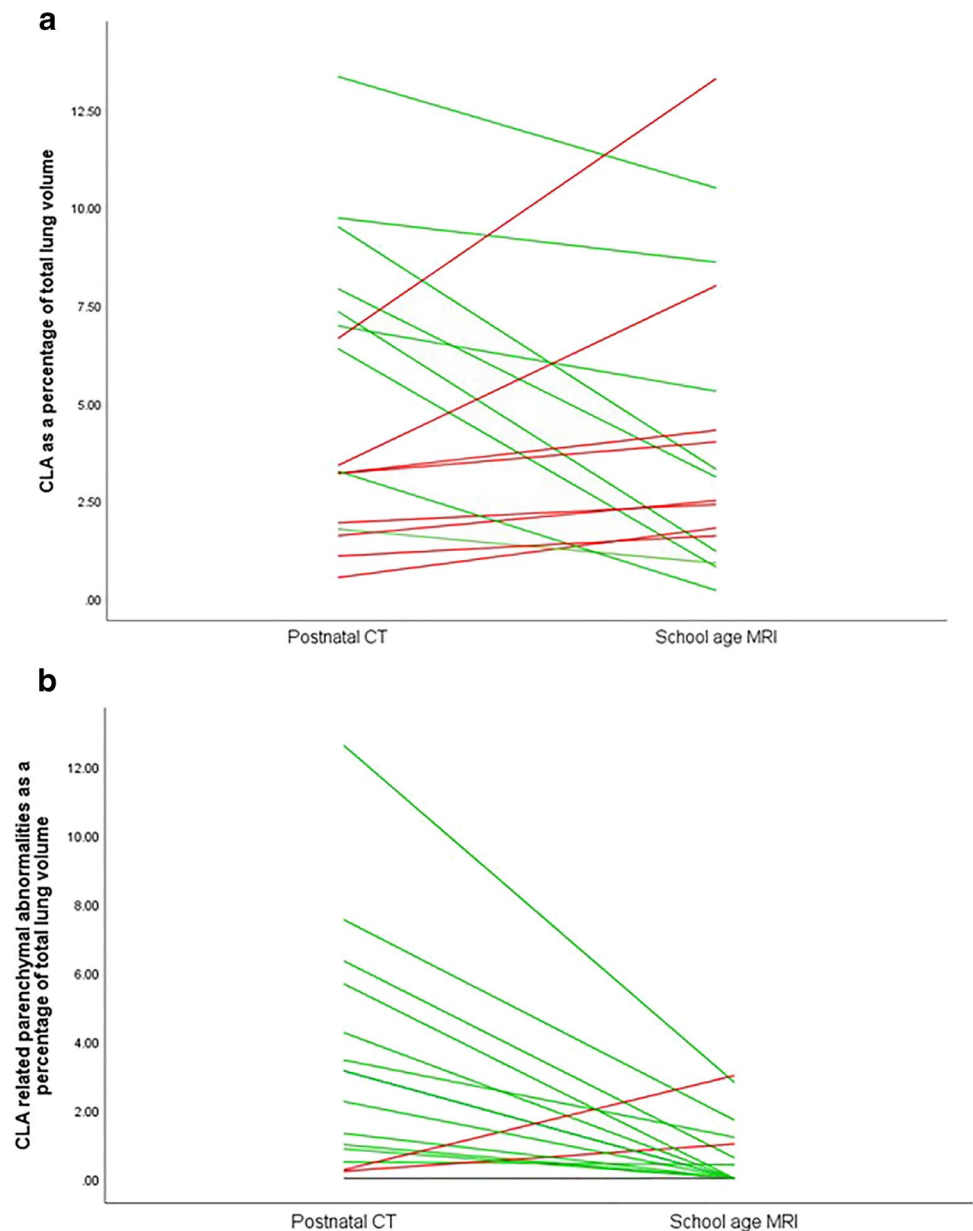 a
CLA as a percentage of total lung volume
12.50
10.00
7.50
5.00
2.50
.00
Postnatal CT
School age MRI
b
CLA related parenchymal abnormalities as a
percentage of total lung volume
12.00
10.00
8.00
6.00
4.00
2.00
.00
Postnatal CT
School age MRI